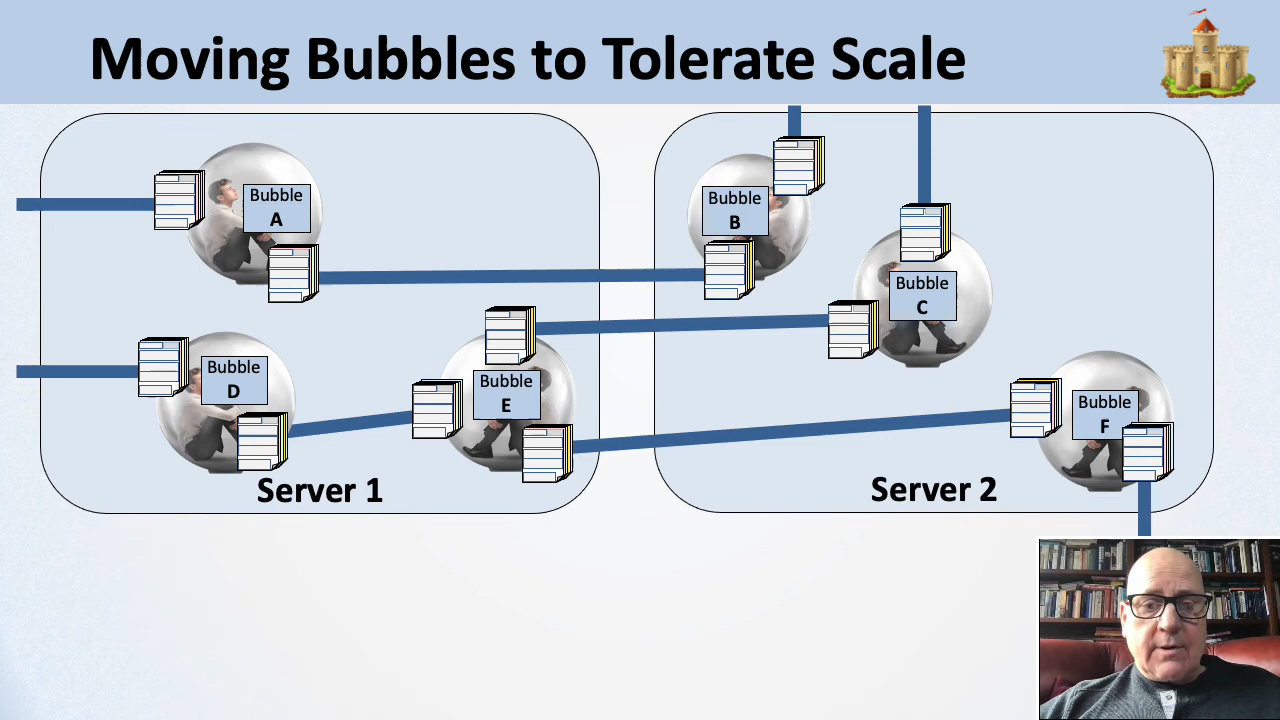 Moving Bubbles to Tolerate Scale
Bubble
A
Bubble
B
Bubble
C
Bubble
D
Bubble
E
Bubble
F
Server 1
Server 2